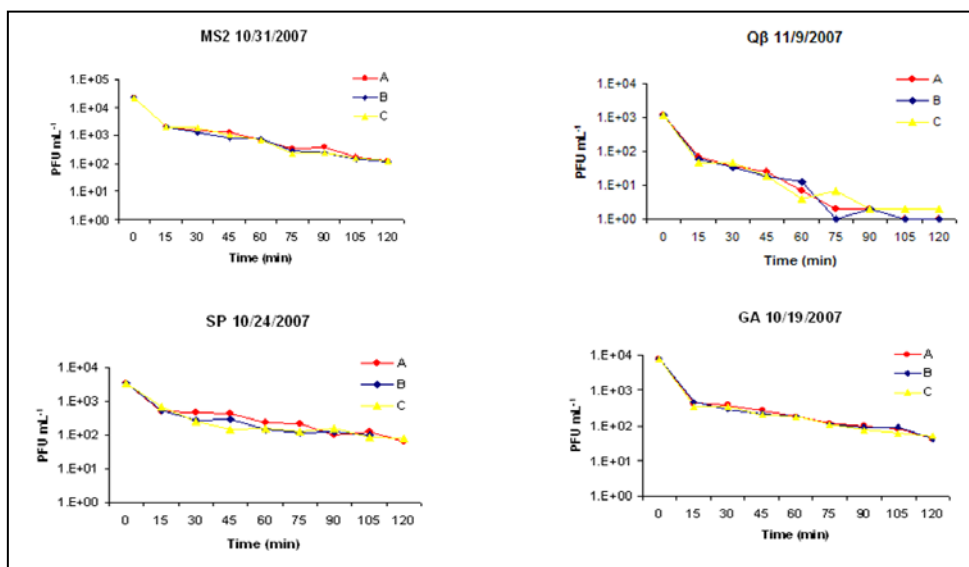 MS2 10/31/2007
1.E+05
1.E+04
1.E+03
1.E+02
1.E+01
1.E+00
PFU mL⁻¹
A
B
C
0 15 30 45 60 75 90 105 120
Time (min)
Qβ 11/9/2007
1.E+04
1.E+03
1.E+02
1.E+01
1.E+00
PFU mL⁻¹
A
B
C
0 15 30 45 60 75 90 105 120
Time (min)
SP 10/24/2007
1.E+04
1.E+03
1.E+02
1.E+01
1.E+00
PFU mL⁻¹
A
B
C
0 15 30 45 60 75 90 105 120
Time (min)
GA 10/19/2007
1.E+04
1.E+03
1.E+02
1.E+01
1.E+00
PFU mL⁻¹
A
B
C
0 15 30 45 60 75 90 105 120
Time (min)